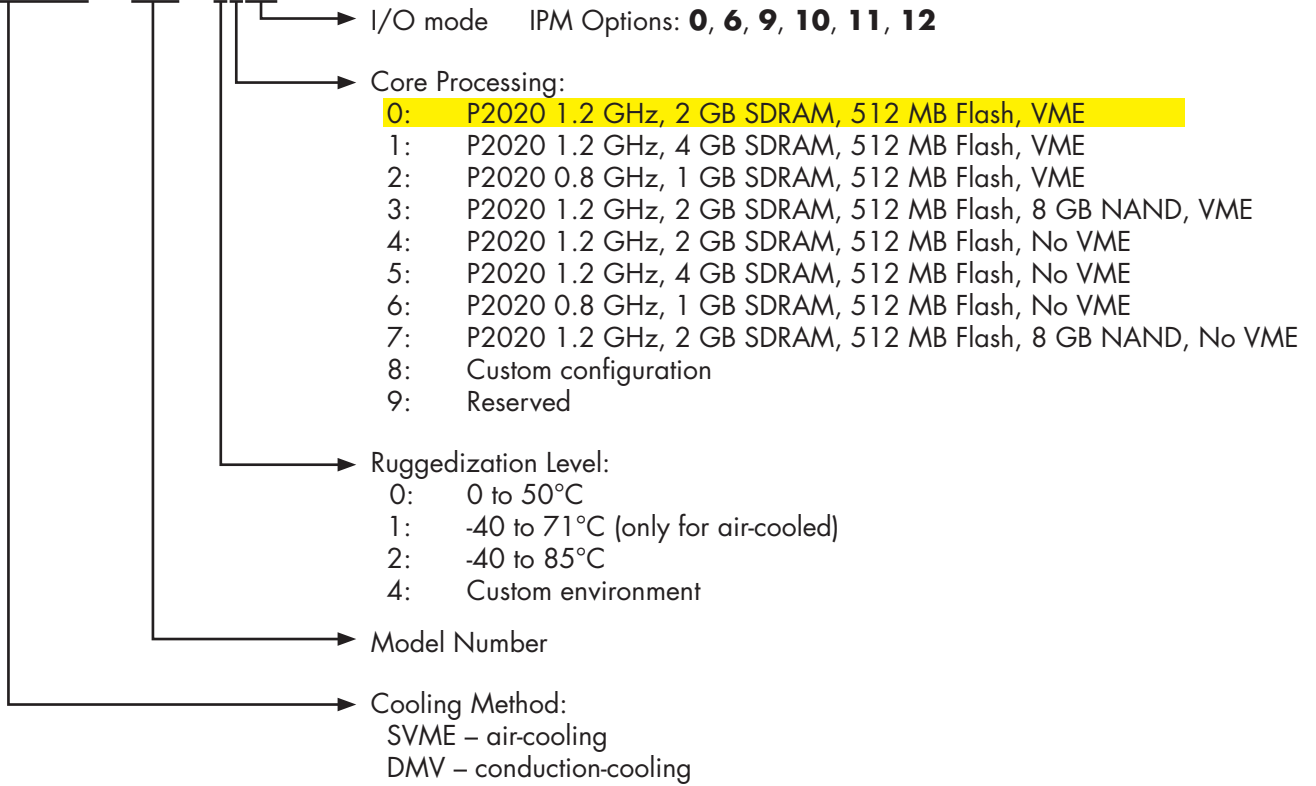 I/O mode IPM Options: 0, 6, 9, 10, 11, 12
Core Processing:
0: P2020 1.2 GHz, 2 GB SDRAM, 512 MB Flash, VME
1: P2020 1.2 GHz, 4 GB SDRAM, 512 MB Flash, VME
2: P2020 0.8 GHz, 1 GB SDRAM, 512 MB Flash, VME
3: P2020 1.2 GHz, 2 GB SDRAM, 512 MB Flash, 8 GB NAND, VME
4: P2020 1.2 GHz, 2 GB SDRAM, 512 MB Flash, No VME
5: P2020 1.2 GHz, 4 GB SDRAM, 512 MB Flash, No VME
6: P2020 0.8 GHz, 1 GB SDRAM, 512 MB Flash, No VME
7: P2020 1.2 GHz, 2 GB SDRAM, 512 MB Flash, 8 GB NAND, No VME
8: Custom configuration
9: Reserved
Ruggedization Level:
0: 0 to 50°C
1: -40 to 71°C (only for air-cooled)
2: -40 to 85°C
4: Custom environment
Model Number
Cooling Method:
SVME – air-cooling
DMV – conduction-cooling